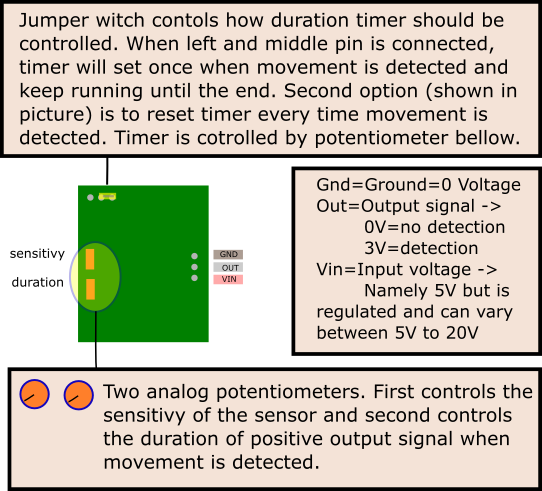 Jumper witch contols how duration timer should be
controlled. When left and middle pin is connected,
timer will set once when movement is detected and
keep running until the end. Second option (shown in
picture) is to reset timer every time movement is
detected. Timer is cotrolled by potentiometer bellow.
Gnd=Ground=0 Voltage
Out=Output signal ->
0V=no detection
3V=detection
Vin=Input voltage ->
Namely 5V but is
regulated and can vary
between 5V to 20V
sensitivy
duration
GND
OUT
VIN
Two analog potentiometers. First controls the
sensitivy of the sensor and second controls
the duration of positive output signal when
movement is detected.